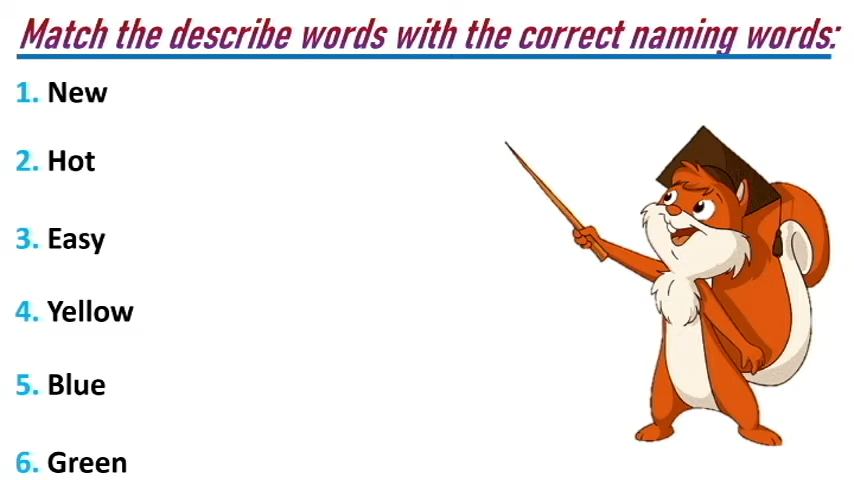 Match the describe words with the correct naming words:
1. New
2. Hot
3. Easy
4. Yellow
5. Blue
6. Green